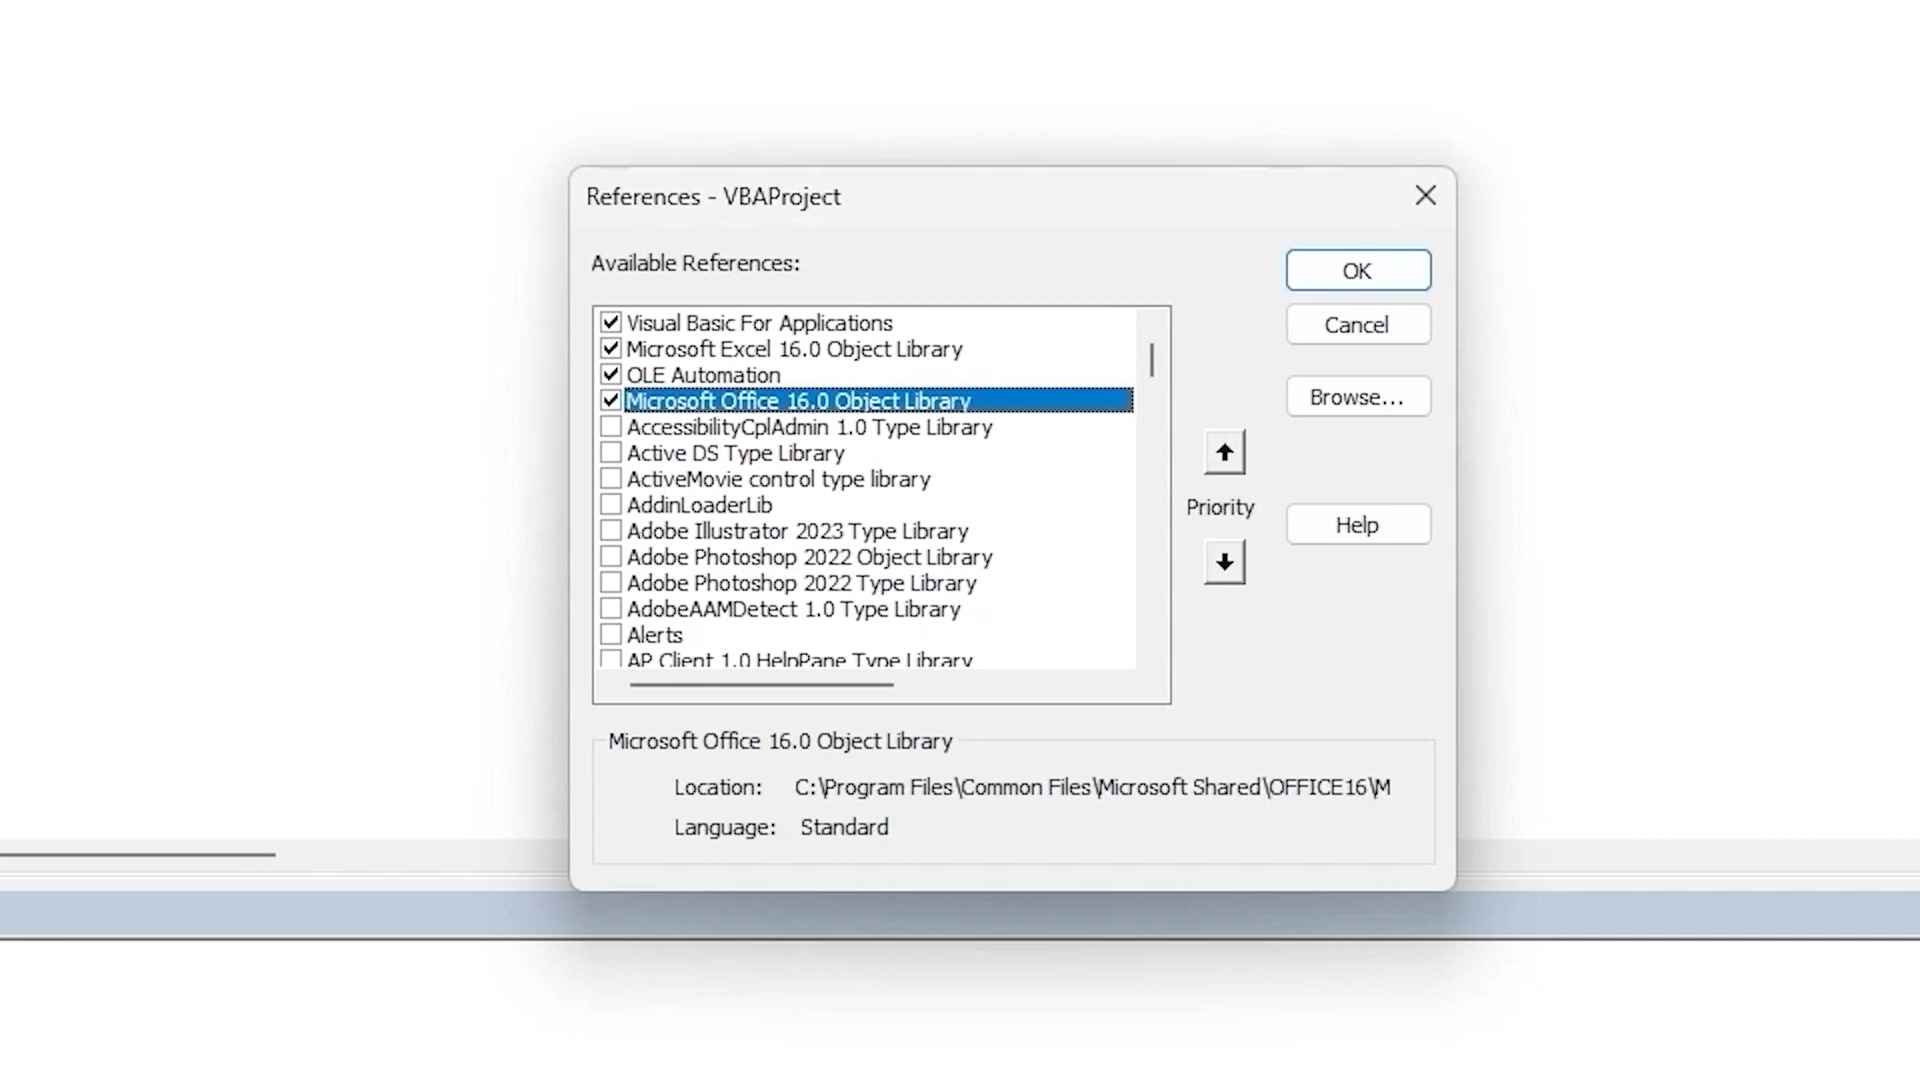 References - VBAProject
Available References:
OK
Cancel
Browse...
Help
Priority
Visual Basic For Applications
Microsoft Excel 16.0 Object Library
OLE Automation
Microsoft Office 16.0 Object Library
AccessibilityCplAdmin 1.0 Type Library
Active DS Type Library
ActiveMovie control type library
AddinLoaderLib
Adobe Illustrator 2023 Type Library
Adobe Photoshop 2022 Object Library
Adobe Photoshop 2022 Type Library
AdobeAAMDetect 1.0 Type Library
Alerts
AP Client 1.0 HelpPane Type Library
Microsoft Office 16.0 Object Library
Location: C:\Program Files\Common Files\Microsoft Shared\OFFICE16\M
Language: Standard